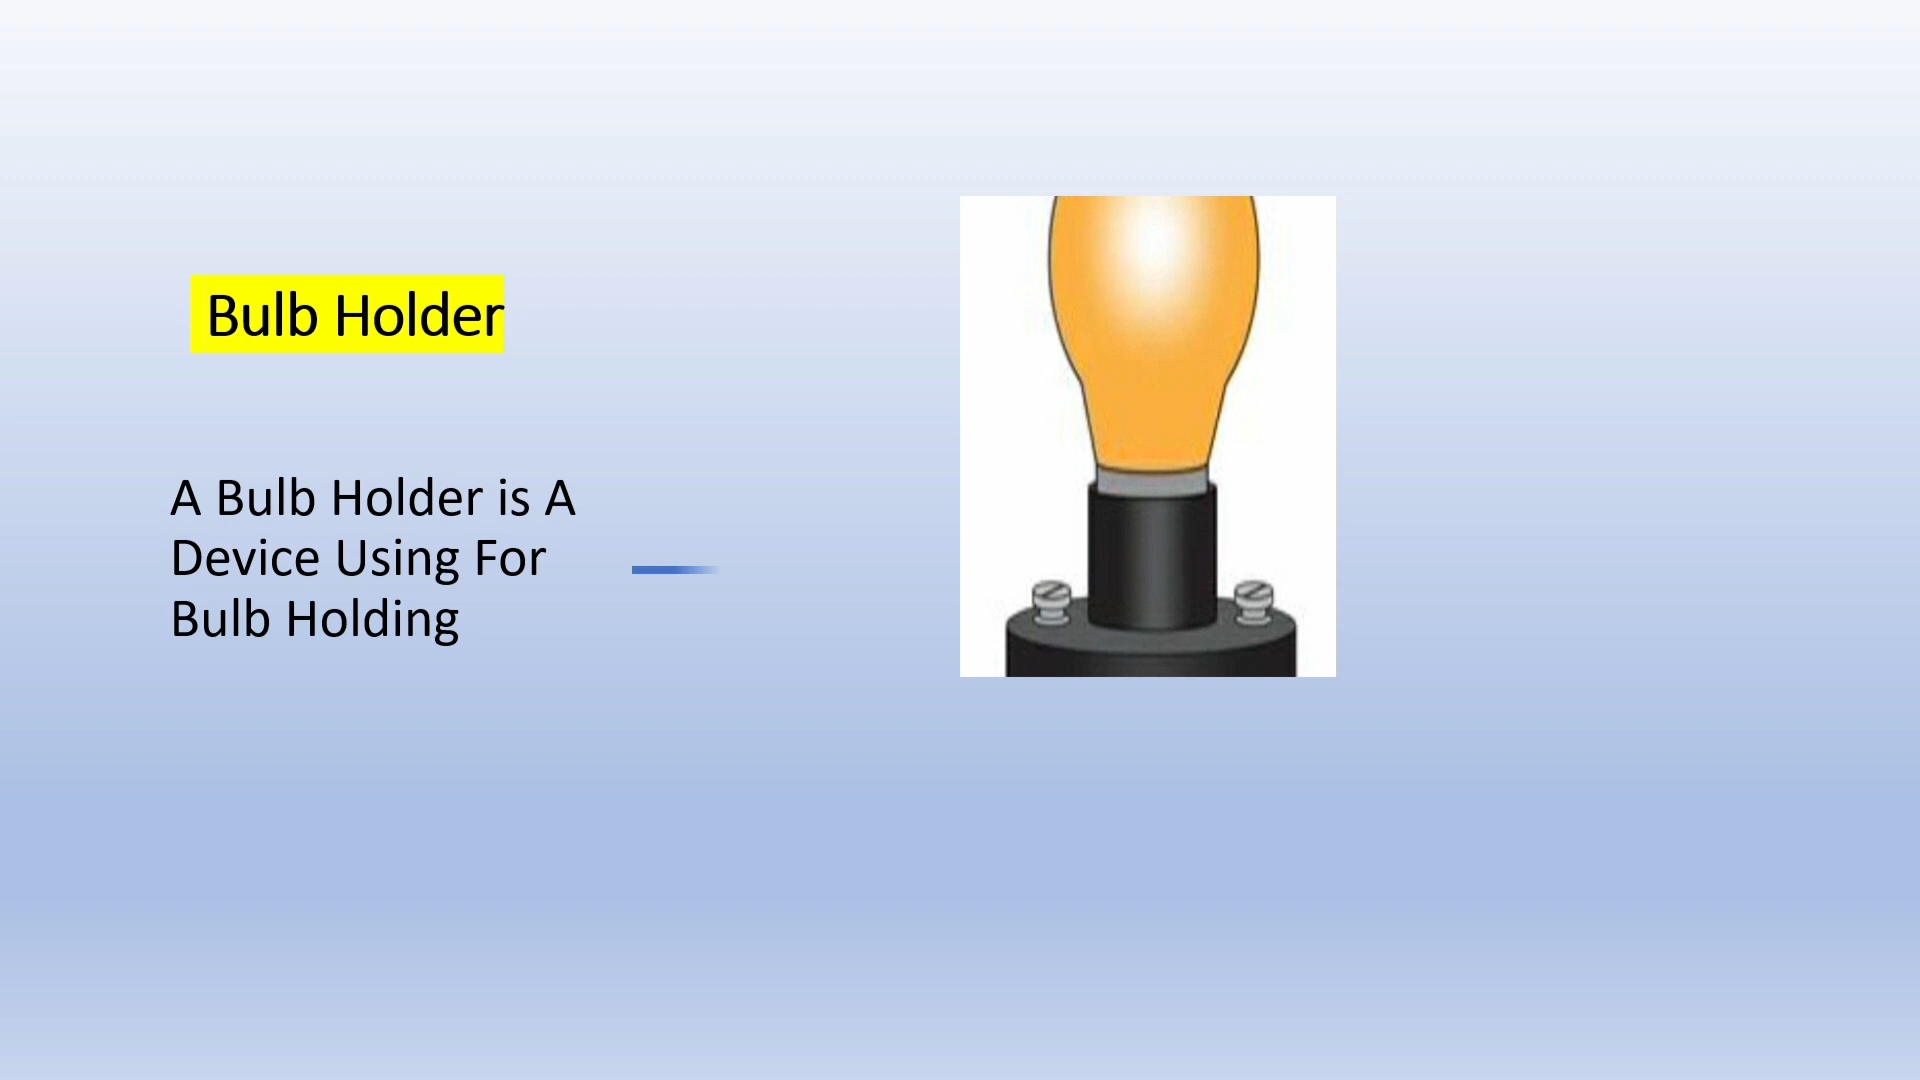 Bulb Holder
A Bulb Holder is A
Device Using For
Bulb Holding